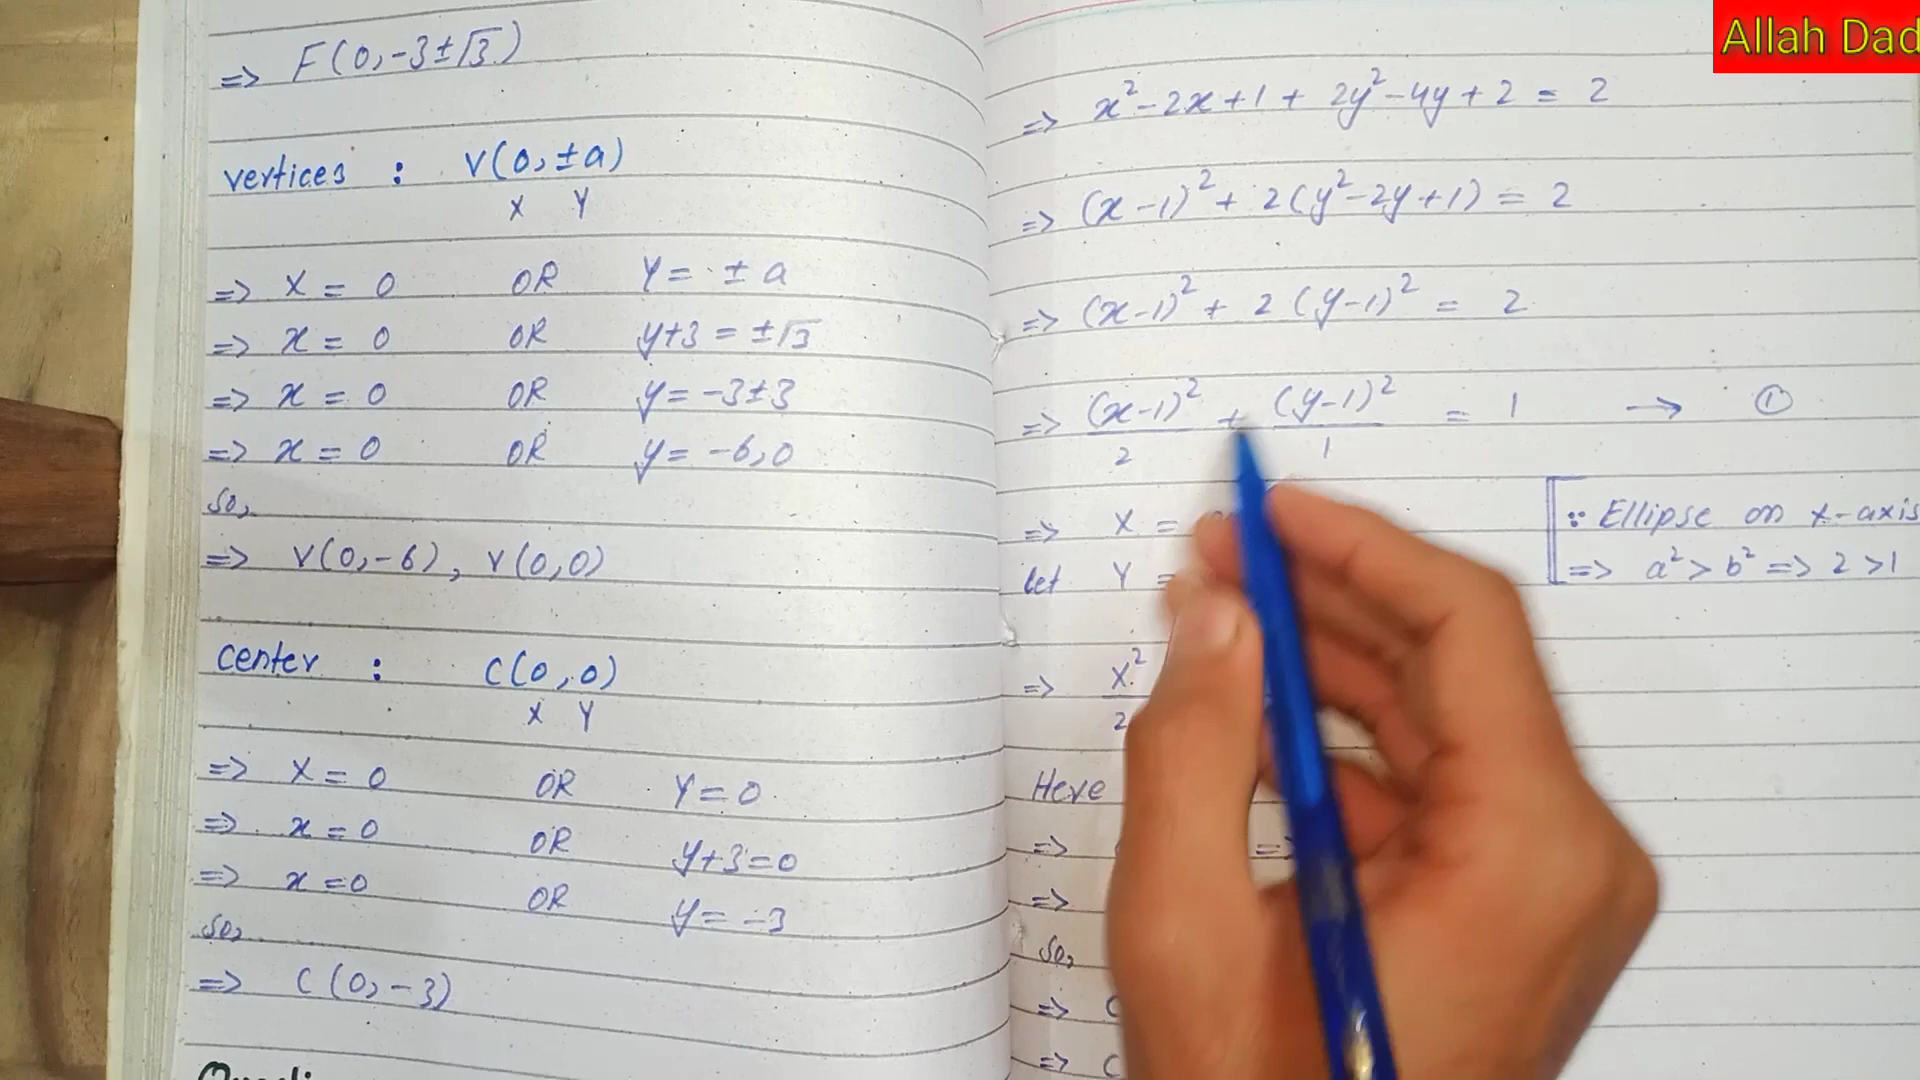 Allah Dad
=> F(0,-3±√3)
vertices : V(0,±a)
X Y
=> X = 0 OR Y = ±a
=> x = 0 OR y+3 = ±√3
=> x = 0 OR y = -3±3
=> x = 0 OR y = -6,0
So,
=> V(0,-6), V(0,0)
center : C(0,0)
X Y
=> X = 0 OR Y = 0
=> x = 0 OR y+3 = 0
=> x = 0 OR y = -3
So,
=> C(0,-3)
=> x²-2x+1 + 2y²-4y+2 = 2
=> (x-1)² + 2(y²-2y+1) = 2
=> (x-1)² + 2(y-1)² = 2
=> (x-1)²/2 + (y-1)²/1 = 1 → ①
=> X =
let Y =
∵ Ellipse on x-axis
=> a² > b² => 2 > 1
=> X²/2
Here
=> =>
=>
So,
=> C
=> C